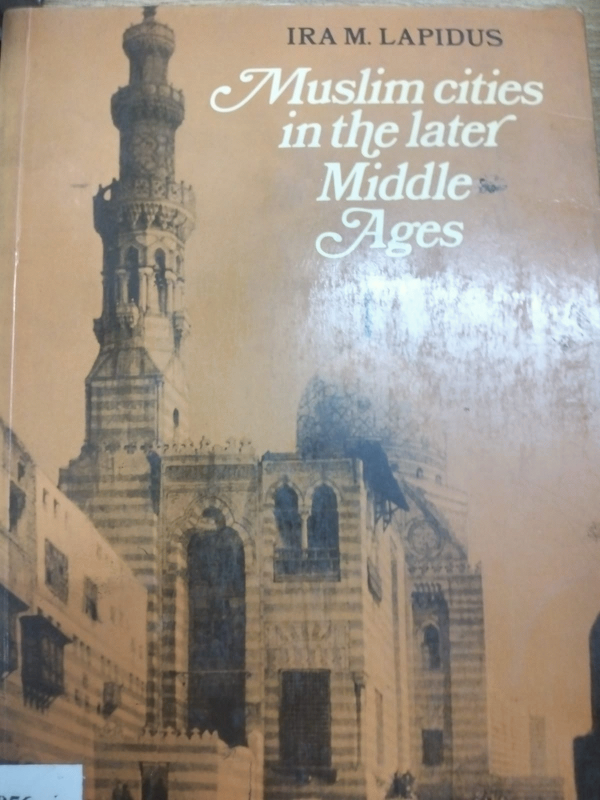 IRA M. LAPIDUS
Muslim cities
in the later
Middle
Ages